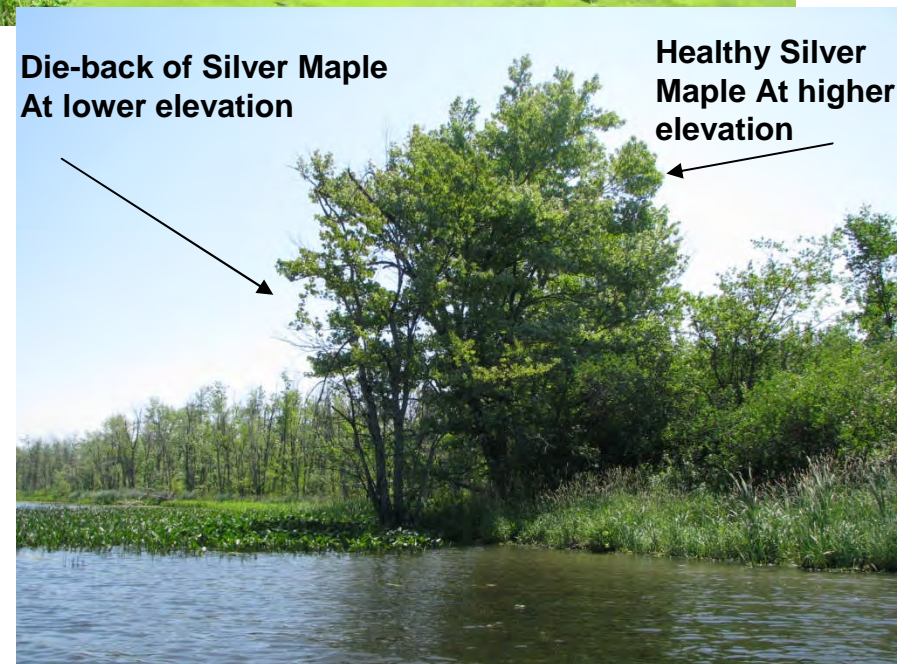 Die-back of Silver Maple
At lower elevation
Healthy Silver
Maple At higher
elevation